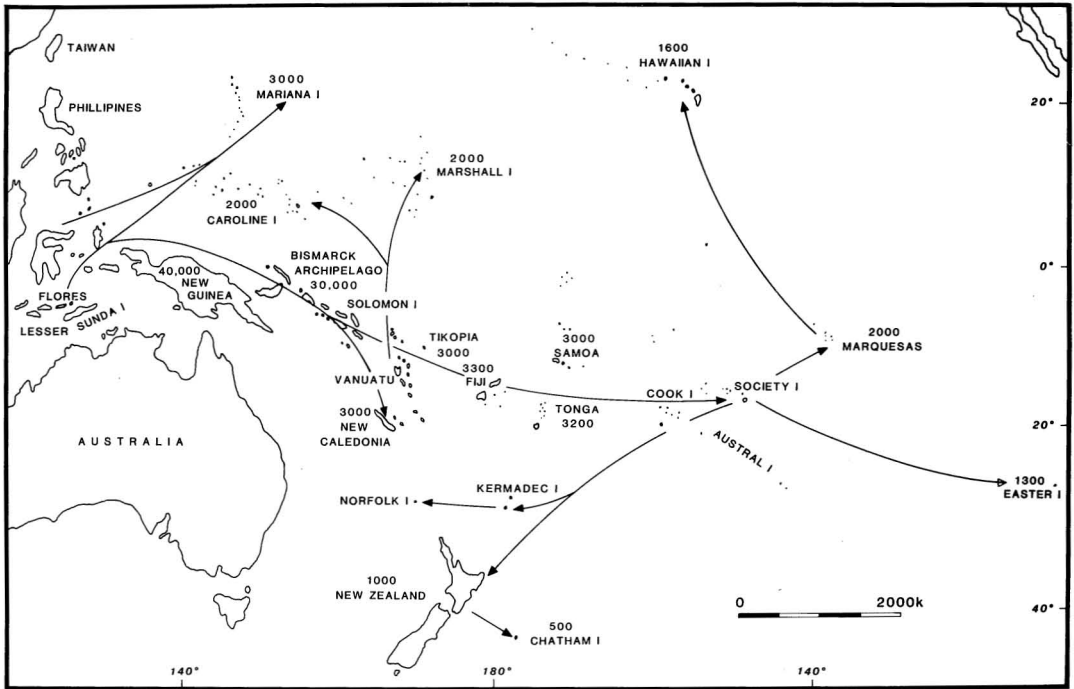 TAIWAN
PHILLIPINES
3000
MARIANA I
1600
HAWAIIAN I
20°
2000
MARSHALL I
2000
CAROLINE I
BISMARCK
ARCHIPELAGO
30,000
40,000
NEW
GUINEA
SOLOMON I
0°
FLORES
LESSER SUNDA I
TIKOPIA
3000
3300
FIJI
3000
SAMOA
2000
MARQUESAS
VANUATU
COOK I
SOCIETY I
3000
NEW
CALEDONIA
TONGA
3200
20°
AUSTRALIA
AUSTRAL I
KERMADEC I
NORFOLK I
1300
EASTER I
1000
NEW ZEALAND
500
CHATHAM I
0 2000k
40°
140° 180° 140°